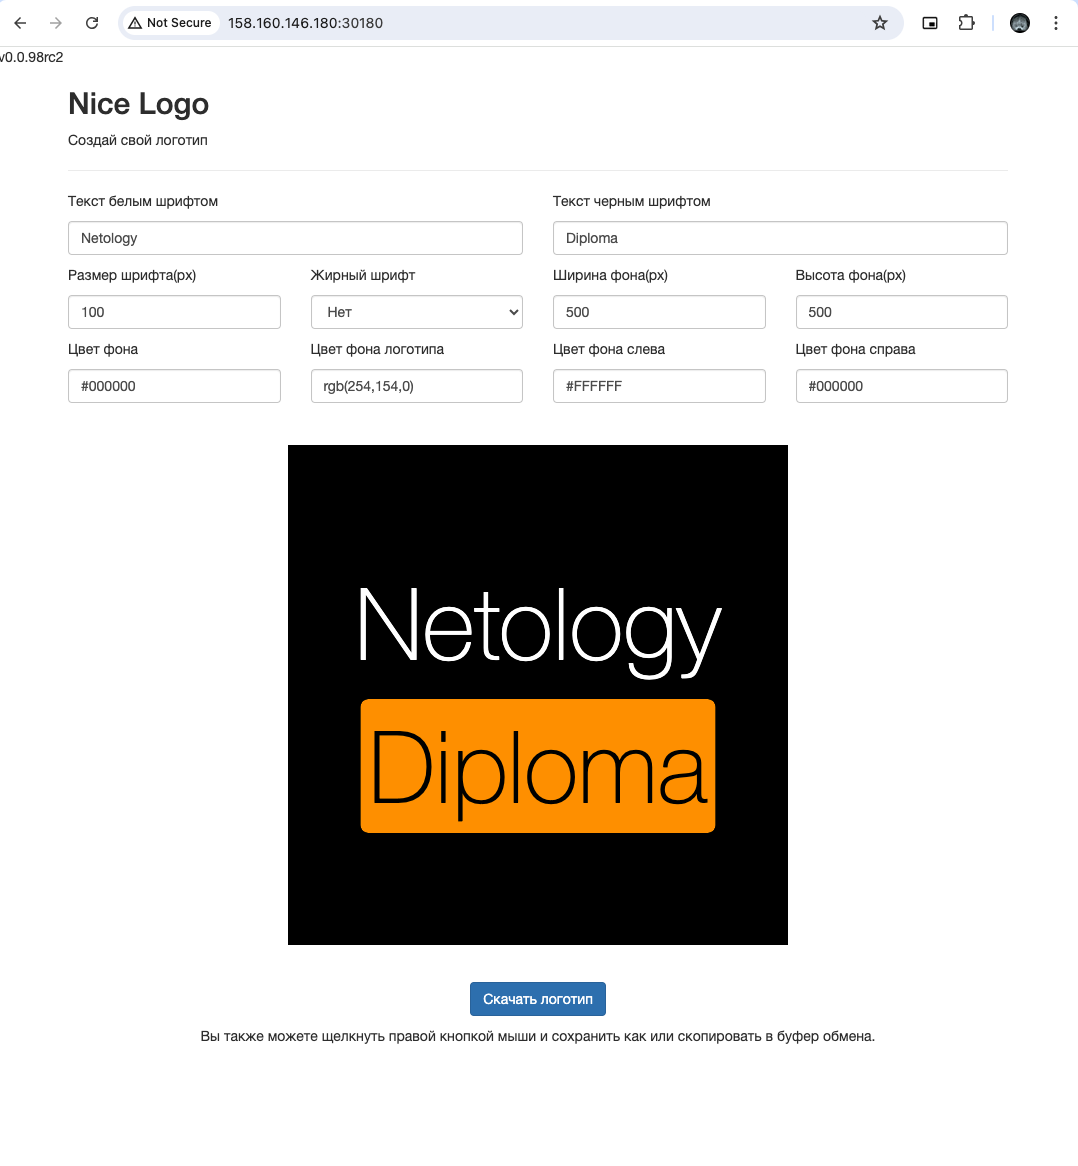 Not Secure 158.160.146.180:30180
v0.0.98rc2
Nice Logo
Создай свой логотип
Текст белым шрифтом Текст черным шрифтом
Netology Diploma
Размер шрифта(px) Жирный шрифт Ширина фона(px) Высота фона(px)
100 Нет 500 500
Цвет фона Цвет фона логотипа Цвет фона слева Цвет фона справа
#000000 rgb(254,154,0) #FFFFFF #000000
Netology
Diploma
Скачать логотип
Вы также можете щелкнуть правой кнопкой мыши и сохранить как или скопировать в буфер обмена.